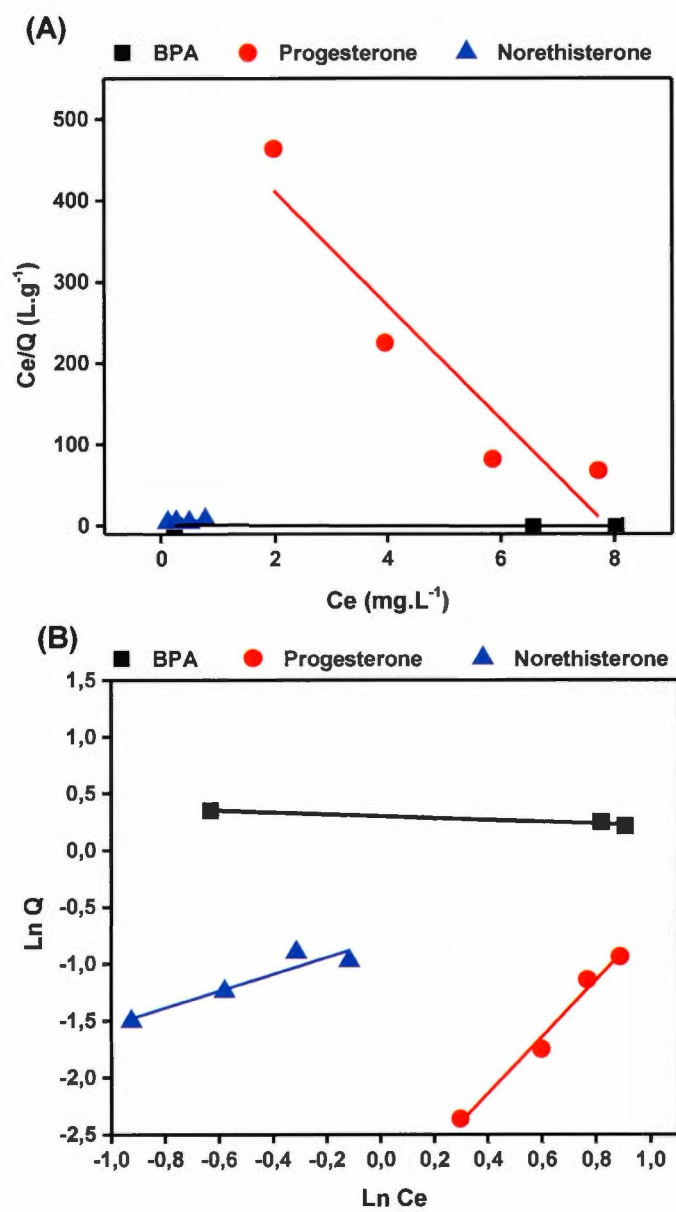 (A)
BPA Progesterone Norethisterone
500
400
300
200
100
0
Ce/Q (L.g⁻¹)
0 2 4 6 8
Ce (mg.L⁻¹)
(B)
BPA Progesterone Norethisterone
1,5
1,0
0,5
0,0
-0,5
-1,0
-1,5
-2,0
-2,5
Ln Q
-1,0 -0,8 -0,6 -0,4 -0,2 0,0 0,2 0,4 0,6 0,8 1,0
Ln Ce